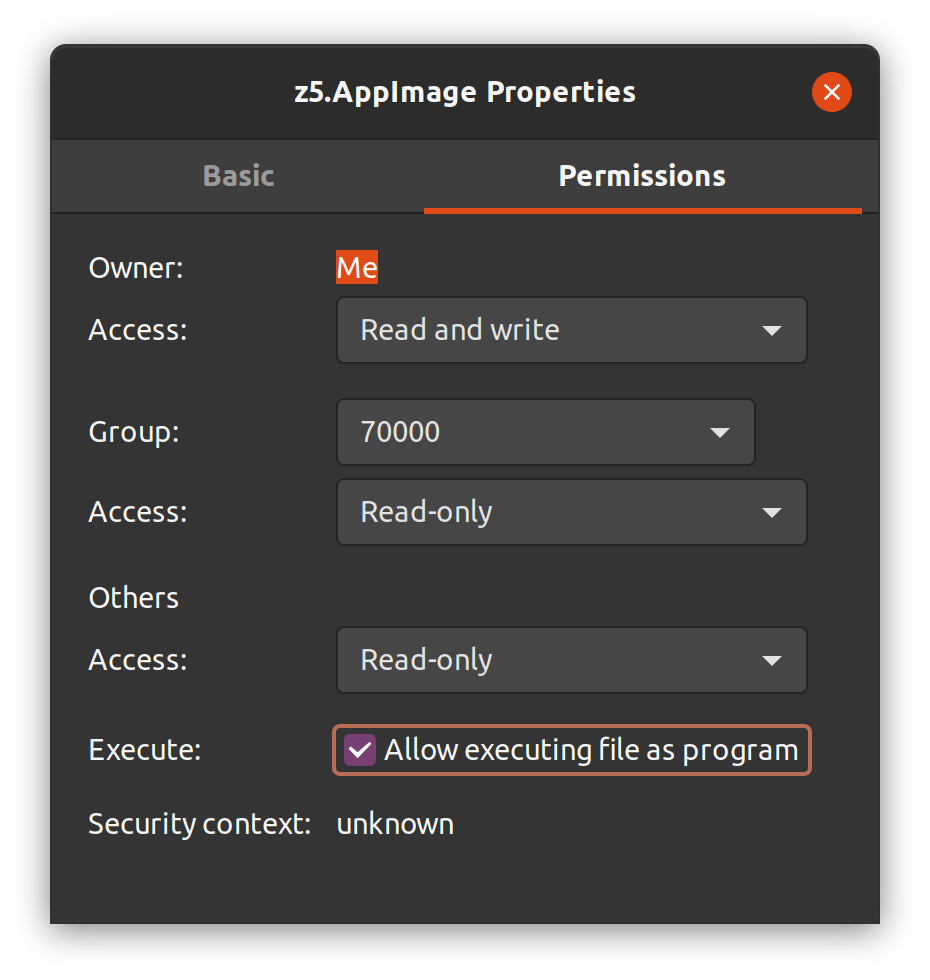 z5.AppImage Properties
Basic Permissions
Owner: Me
Access: Read and write
Group: 70000
Access: Read-only
Others
Access: Read-only
Execute: Allow executing file as program
Security context: unknown